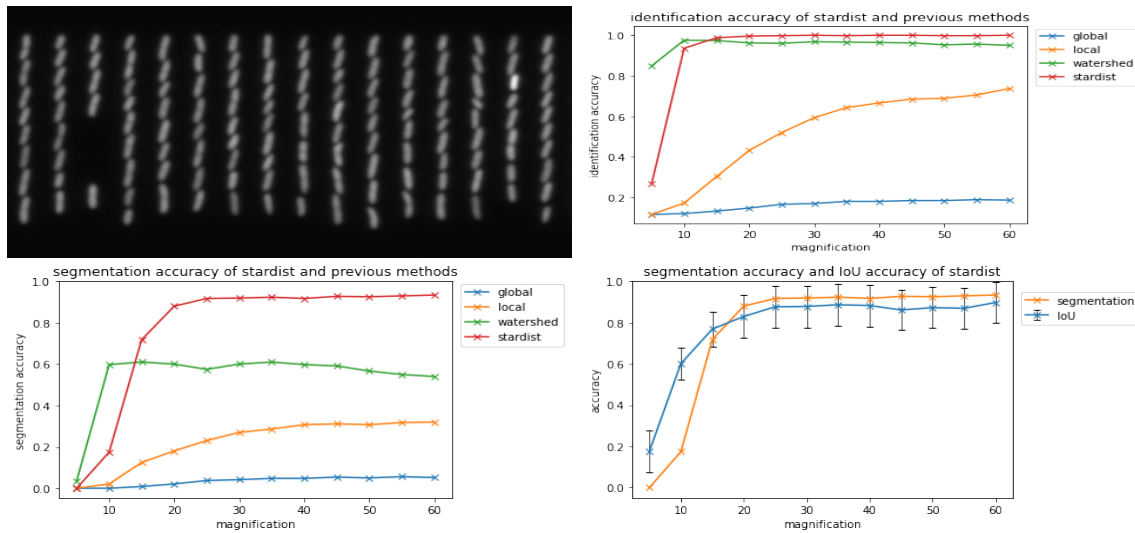 identification accuracy of stardist and previous methods
1.0
0.8
0.6
0.4
0.2
identification accuracy
10
20
30
40
50
60
magnification
global
local
watershed
stardist
segmentation accuracy of stardist and previous methods
1.0
0.8
0.6
0.4
0.2
0.0
segmentation accuracy
10
20
30
40
50
60
magnification
global
local
watershed
stardist
segmentation accuracy and IoU accuracy of stardist
1.0
0.8
0.6
0.4
0.2
0.0
accuracy
10
20
30
40
50
60
magnification
segmentation
IoU